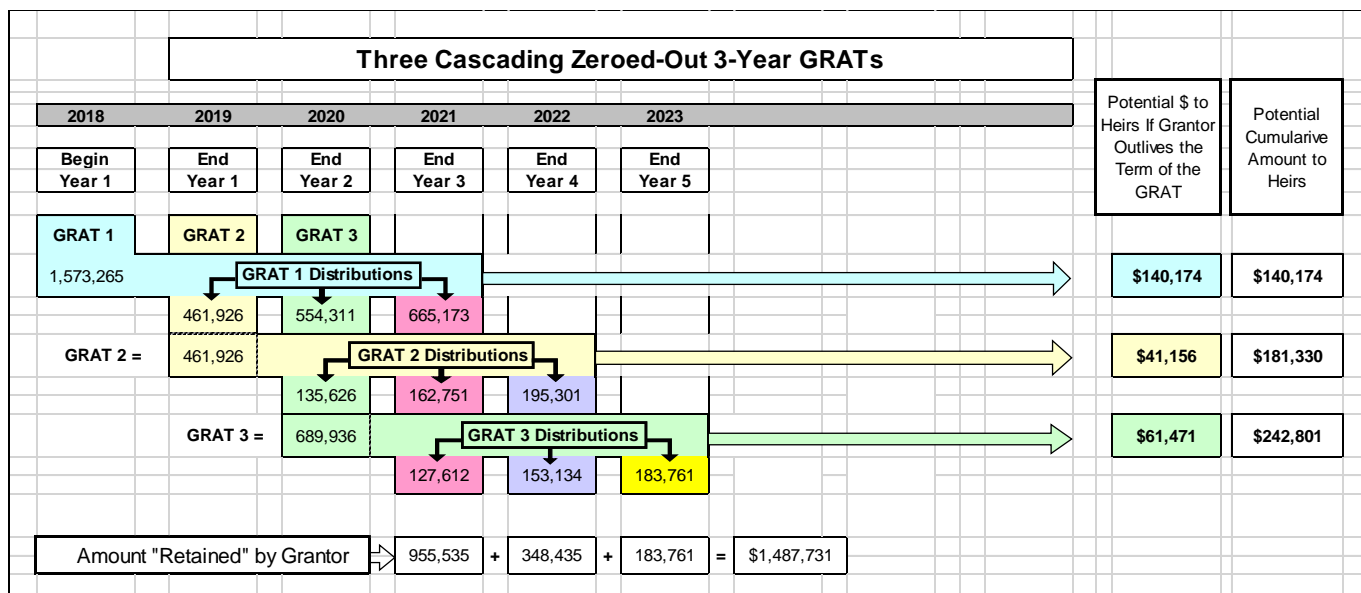 Three Cascading Zeroed-Out 3-Year GRATs
2018 2019 2020 2021 2022 2023
Begin Year 1
End Year 1
End Year 2
End Year 3
End Year 4
End Year 5
Potential $ to
Heirs If Grantor
Outlives the
Term of the
GRAT
Potential
Cumularive
Amount to
Heirs
GRAT 1 GRAT 2 GRAT 3
1,573,265 GRAT 1 Distributions $140,174 $140,174
461,926 554,311 665,173
GRAT 2 = 461,926 GRAT 2 Distributions $41,156 $181,330
135,626 162,751 195,301
GRAT 3 = 689,936 GRAT 3 Distributions $61,471 $242,801
127,612 153,134 183,761
Amount "Retained" by Grantor 955,535 + 348,435 + 183,761 = $1,487,731